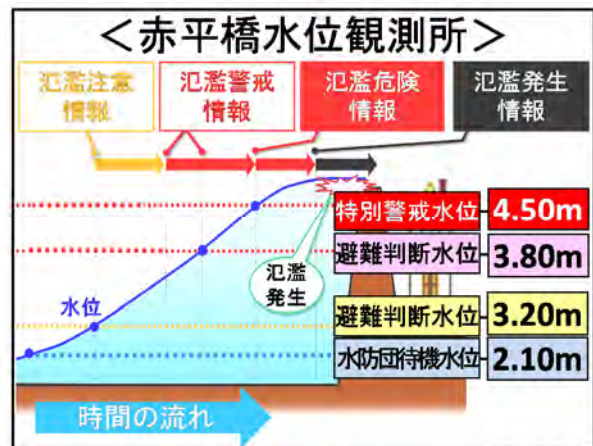 ＜赤平橋水位観測所＞
氾濫注意
情報
氾濫警戒
情報
氾濫危険
情報
氾濫発生
情報
特別警戒水位 4.50m
避難判断水位 3.80m
氾濫
発生
水位
避難判断水位 3.20m
水防団待機水位 2.10m
時間の流れ